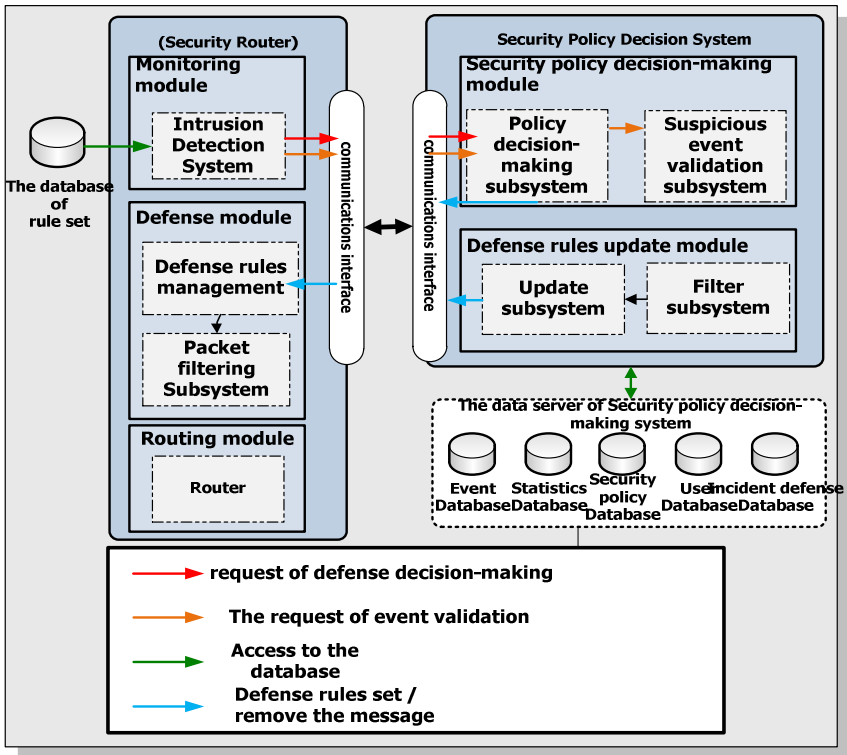 (Security Router)
Monitoring
module
Intrusion
Detection
System
The database
of
rule set
Defense module
Defense rules
management
Packet
filtering
Subsystem
Routing module
Router
communications interface
communications interface
Security Policy Decision System
Security policy decision-making
module
Policy
decision-
making
subsystem
Suspicious
event
validation
subsystem
Defense rules update module
Update
subsystem
Filter
subsystem
The data server of Security policy decision-
making system
Event
Database
Statistics
Database
Security
policy
Database
User
Database
Incident defense
Database
request of defense decision-making
The request of event validation
Access to the
database
Defense rules set /
remove the message